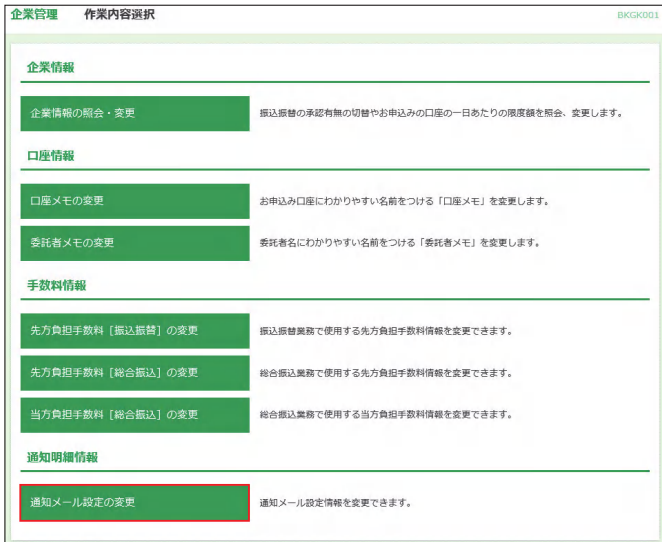 企業管理 作業内容選択 BKGK001
企業情報
企業情報の照会・変更 振込振替の承認有無の切替やお申込みの口座の一日あたりの限度額を照会、変更します。
口座情報
口座メモの変更 お申込み口座にわかりやすい名前をつける「口座メモ」を変更します。
委託者メモの変更 委託者名にわかりやすい名前をつける「委託者メモ」を変更します。
手数料情報
先方負担手数料［振込振替］の変更 振込振替業務で使用する先方負担手数料情報を変更できます。
先方負担手数料［総合振込］の変更 総合振込業務で使用する先方負担手数料情報を変更できます。
当方負担手数料［総合振込］の変更 総合振込業務で使用する当方負担手数料情報を変更できます。
通知明細情報
通知メール設定の変更 通知メール設定情報を変更できます。